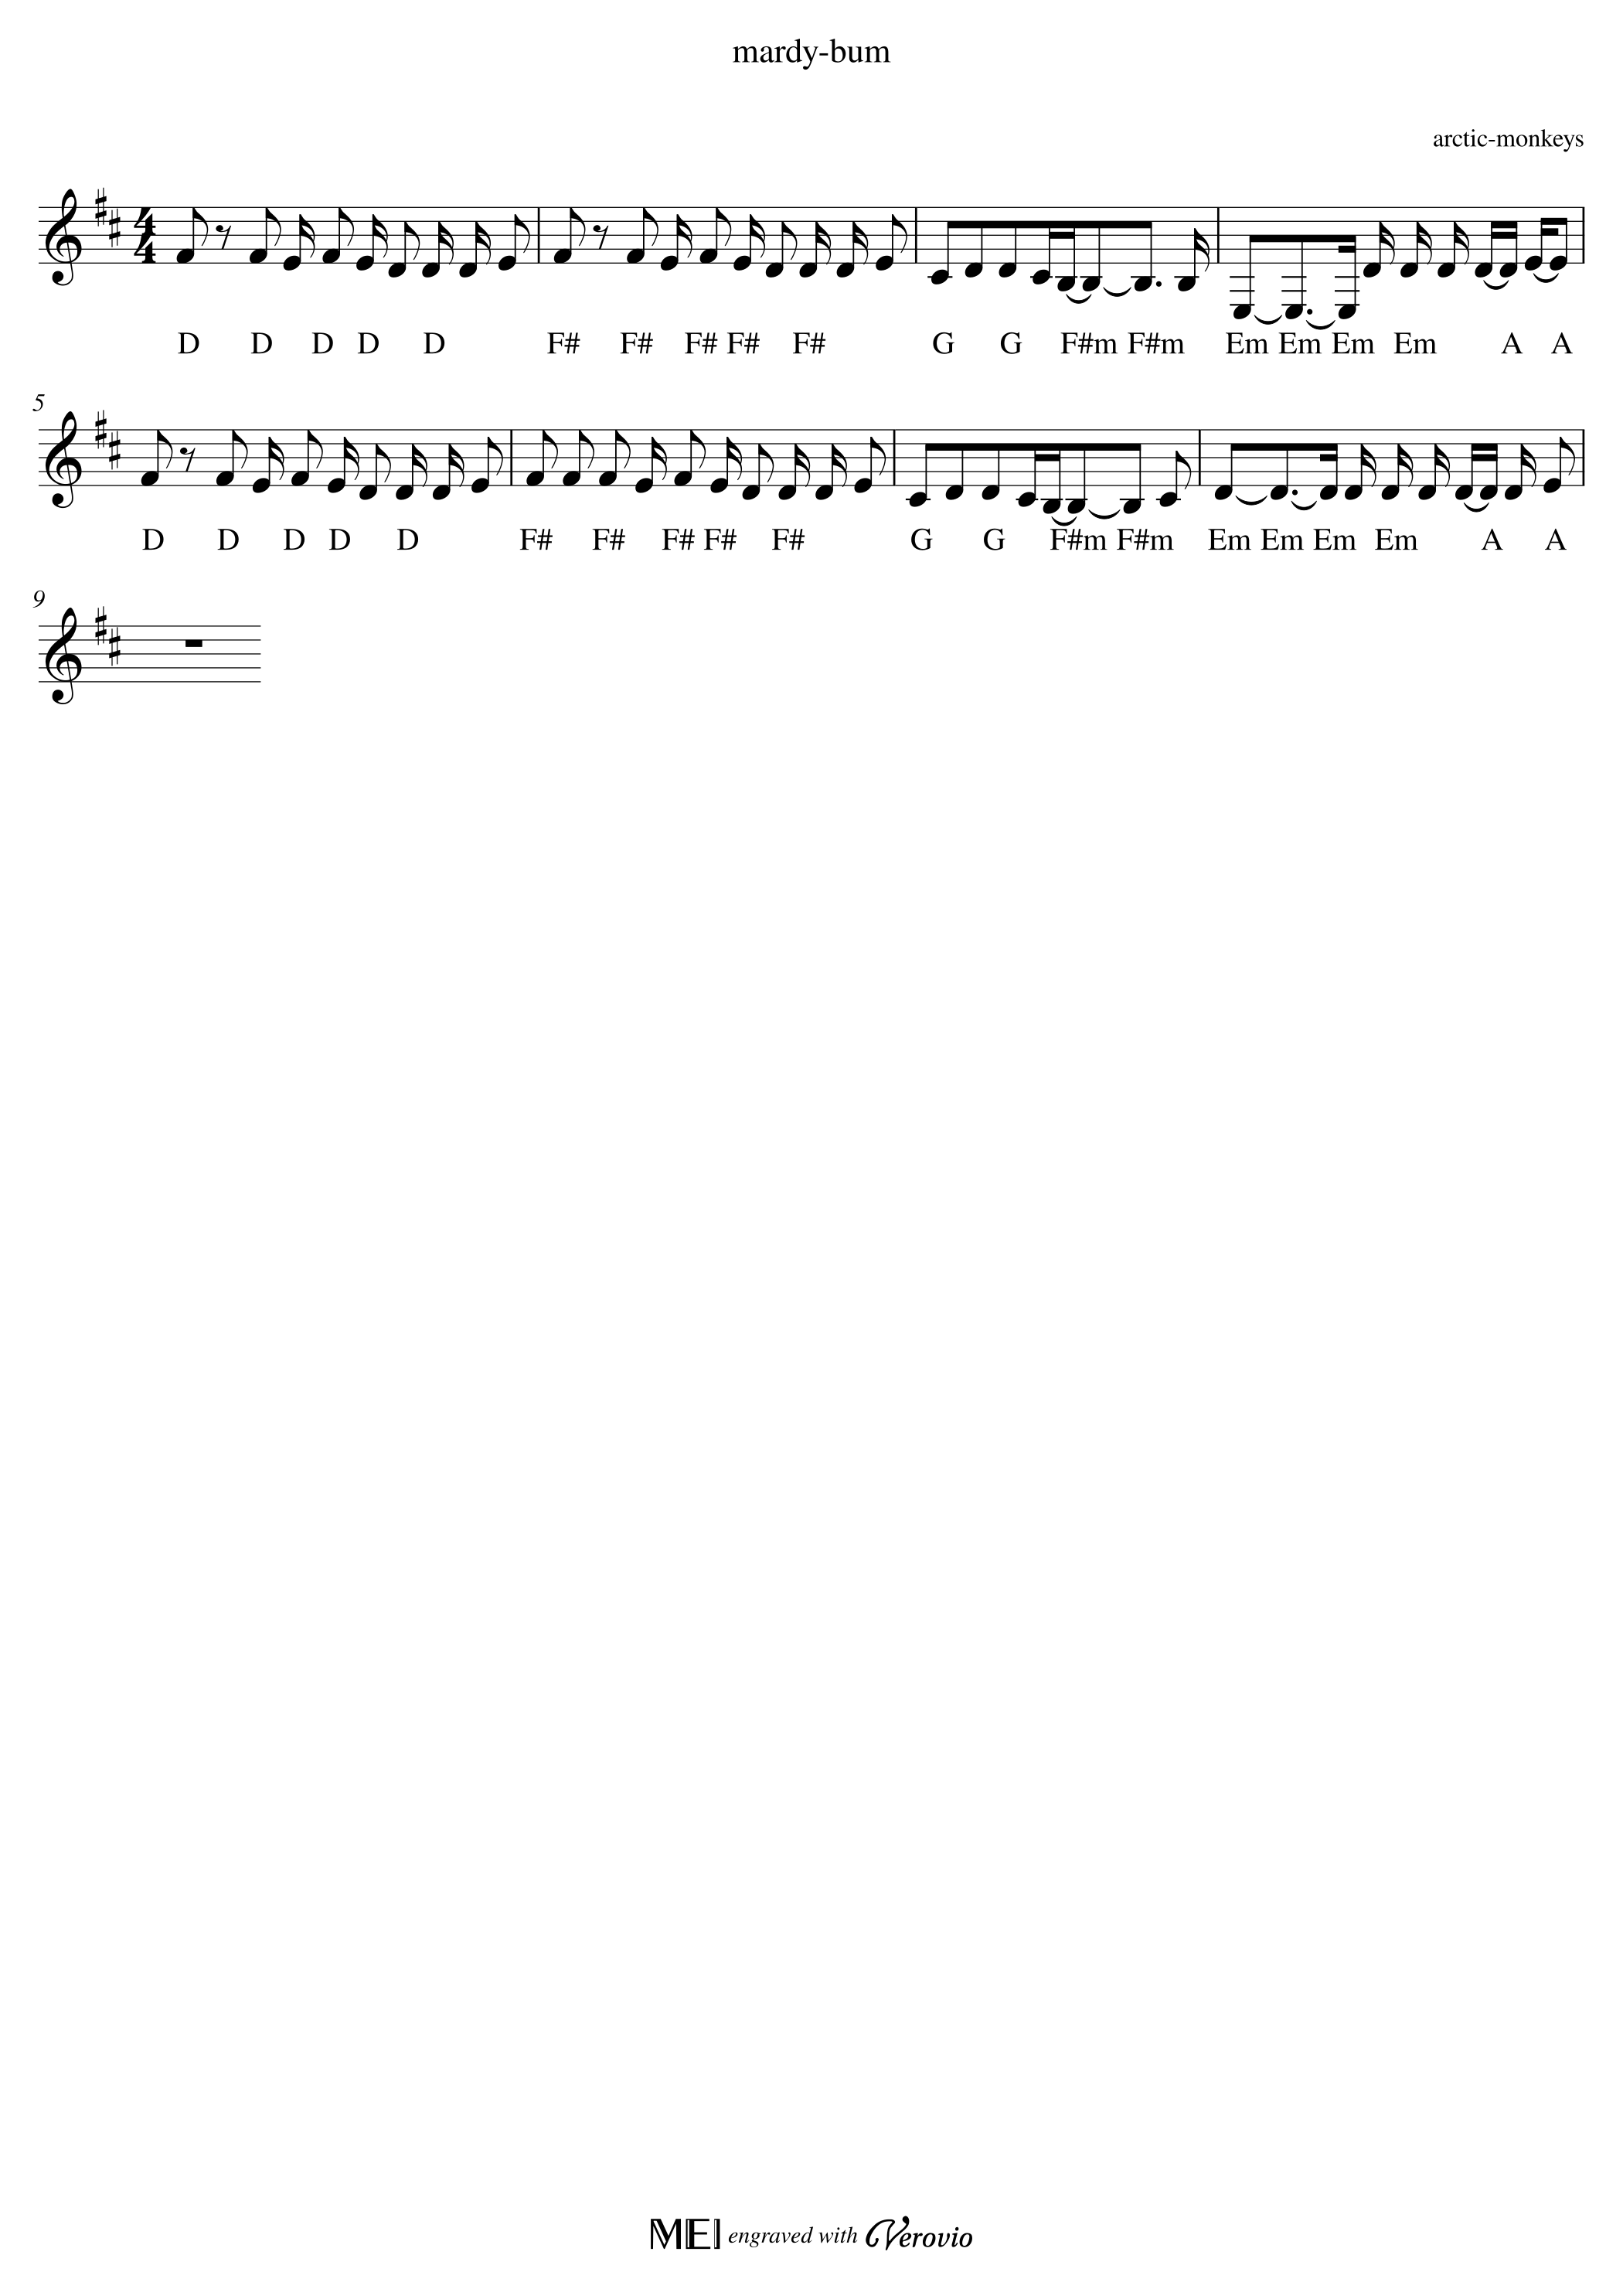 mardy-bum
arctic-monkeys
4
4
D D D D D F# F# F# F# F# G G F#m F#m Em Em Em Em A A
5
D D D D D F# F# F# F# F# G G F#m F#m Em Em Em Em A A
9
MEI engraved with Verovio